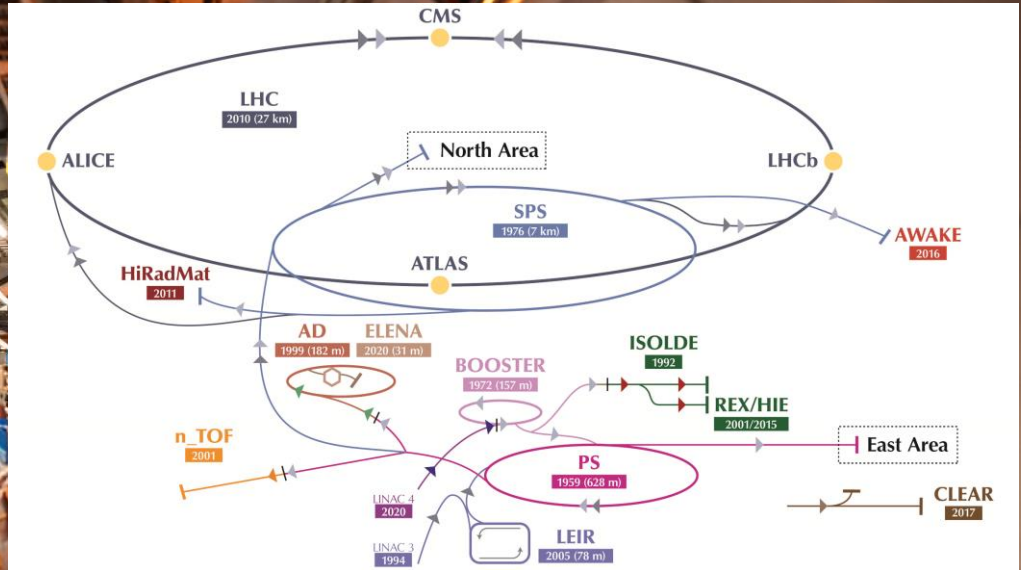 CMS
LHC
2010 (27 km)
North Area
ALICE
LHCb
SPS
1976 (7 km)
AWAKE
2016
ATLAS
HiRadMat
2011
AD
1999 (182 m)
ELENA
2020 (31 m)
ISOLDE
1992
BOOSTER
1972 (157 m)
REX/HIE
2001/2015
n_TOF
2001
East Area
PS
1959 (628 m)
LINAC 4
2020
CLEAR
2017
LINAC 3
1994
LEIR
2005 (78 m)